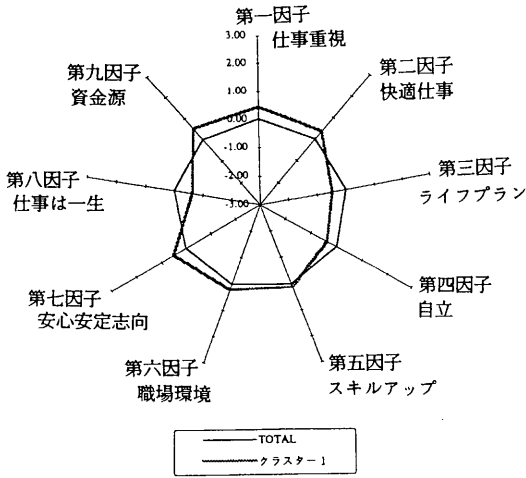 第一因子
仕事重視
3.00
2.00
1.00
0.00
-1.00
-2.00
-3.00
第二因子
快適仕事
第三因子
ライフプラン
第四因子
自立
第五因子
スキルアップ
第六因子
職場環境
第七因子
安心安定志向
第八因子
仕事は一生
第九因子
資金源
TOTAL
クラスター1